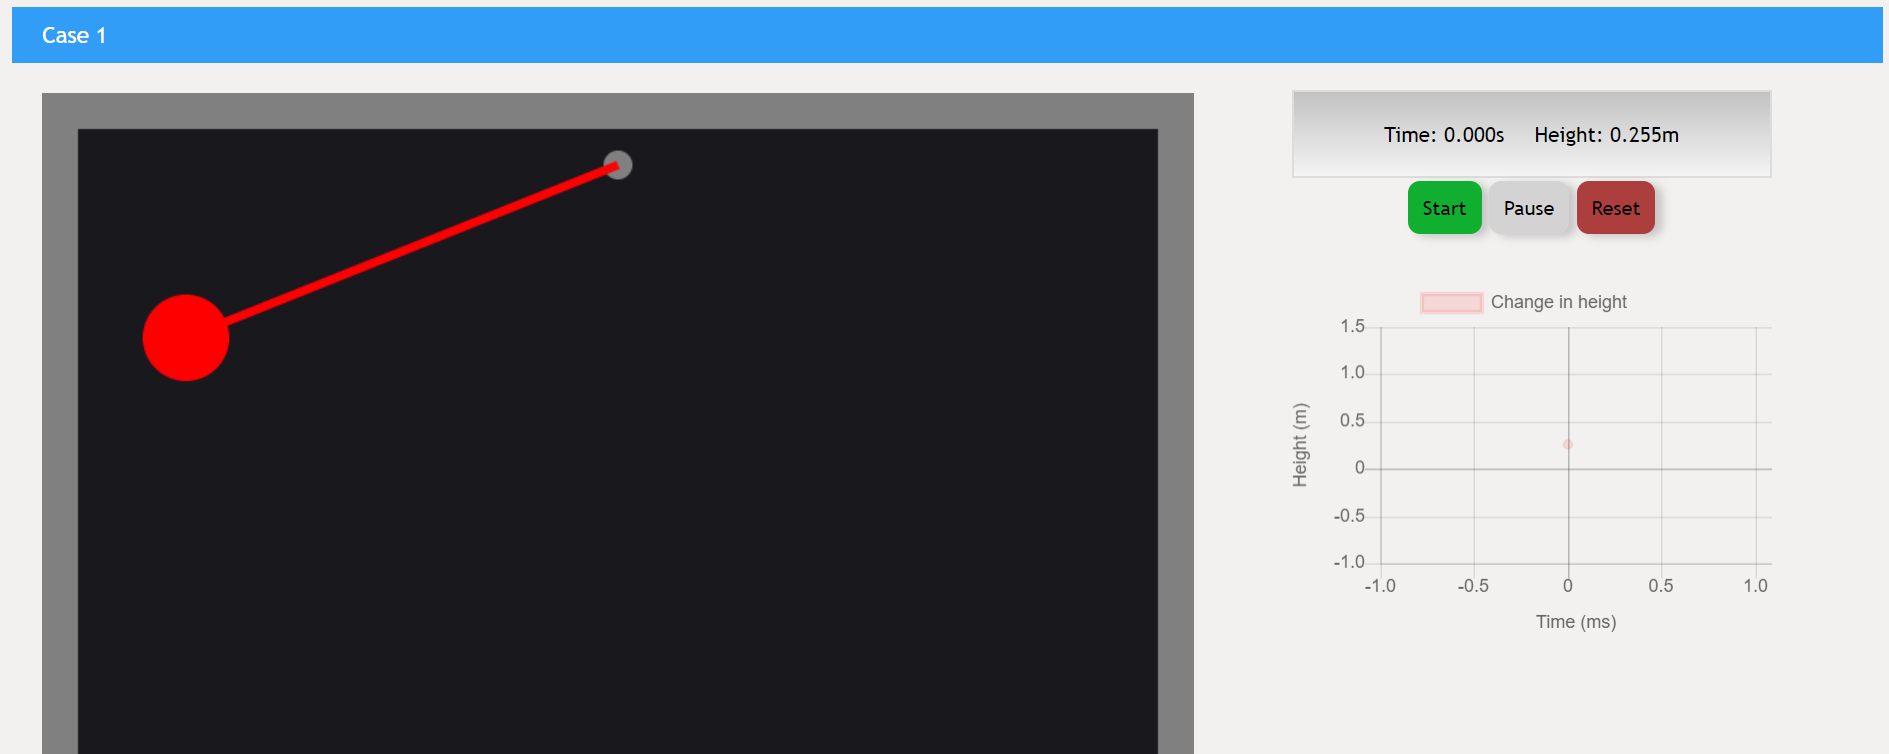 Case 1
Time: 0.000s Height: 0.255m
Start Pause Reset
Change in height
1.5
1.0
0.5
0
-0.5
-1.0
Height (m)
-1.0 -0.5 0 0.5 1.0
Time (ms)